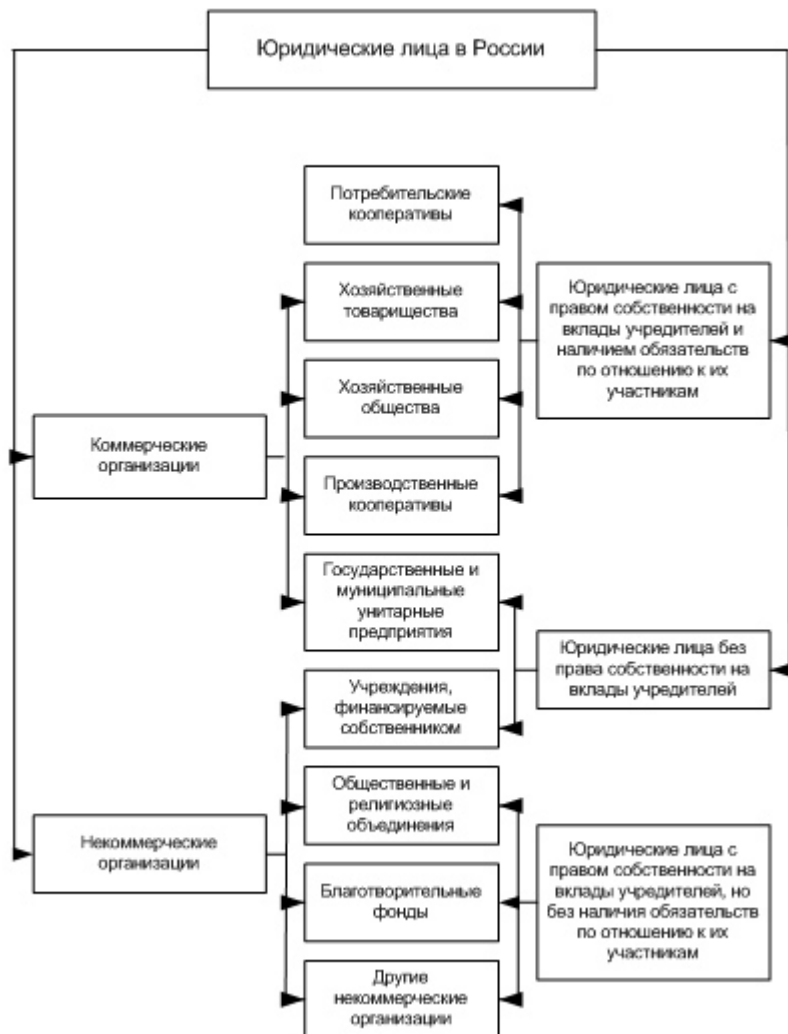 Юридические лица в России
Потребительские
кооперативы
Хозяйственные
товарищества
Юридические лица с
правом собственности на
вклады учредителей и
наличием обязательств
по отношению к их
участникам
Хозяйственные
общества
Коммерческие
организации
Производственные
кооперативы
Государственные и
муниципальные
унитарные
предприятия
Юридические лица без
права собственности на
вклады учредителей
Учреждения,
финансируемые
собственником
Общественные и
религиозные
объединения
Некоммерческие
организации
Юридические лица с
правом собственности на
вклады учредителей, но
без наличия обязательств
по отношению к их
участникам
Благотворительные
фонды
Другие
некоммерческие
организации